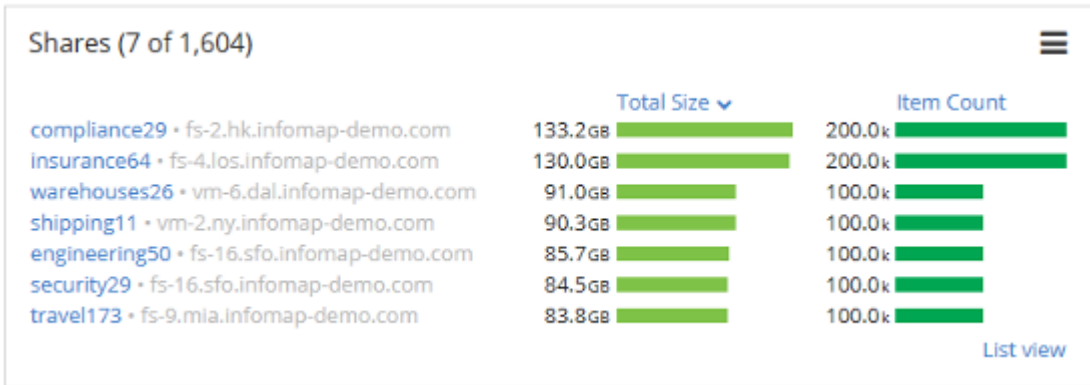 Shares (7 of 1,604)
Total Size Item Count
compliance29 • fs-2.hk.infomap-demo.com 133.2GB 200.0k
insurance64 • fs-4.los.infomap-demo.com 130.0GB 200.0k
warehouses26 • vm-6.dal.infomap-demo.com 91.0GB 100.0k
shipping11 • vm-2.ny.infomap-demo.com 90.3GB 100.0k
engineering50 • fs-16.sfo.infomap-demo.com 85.7GB 100.0k
security29 • fs-16.sfo.infomap-demo.com 84.5GB 100.0k
travel173 • fs-9.mia.infomap-demo.com 83.8GB 100.0k
List view